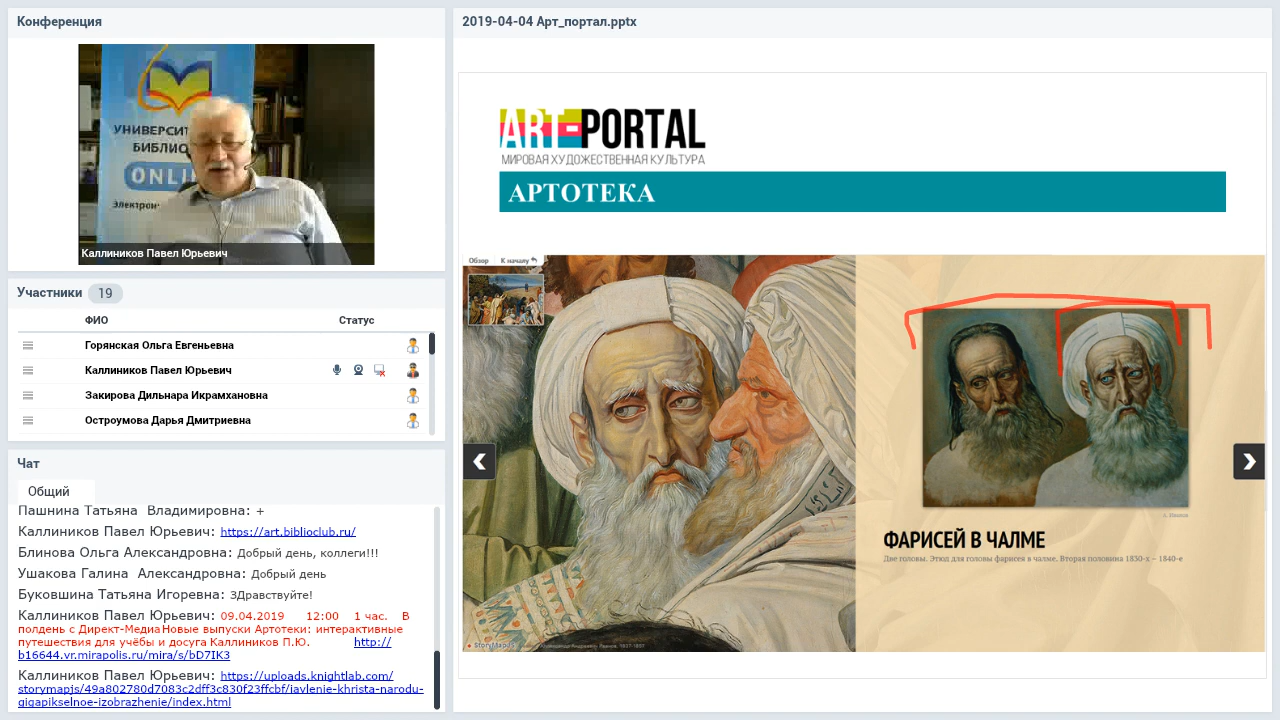 Конференция
УНИВЕРСИТ
БИБЛИО
ONLI
Электрон
Каллиников Павел Юрьевич
Участники 19
ФИО Статус
Горянская Ольга Евгеньевна
Каллиников Павел Юрьевич
Закирова Дильнара Икрамхановна
Остроумова Дарья Дмитриевна
Чат
Общий
Пашнина Татьяна Владимировна: +
Каллиников Павел Юрьевич: https://art.biblioclub.ru/
Блинова Ольга Александровна: Добрый день, коллеги!!!
Ушакова Галина Александровна: Добрый день
Буковшина Татьяна Игоревна: ЗДравствуйте!
Каллиников Павел Юрьевич: 09.04.2019 12:00 1 час. В
полдень с Директ-Медиа Новые выпуски Артотеки: интерактивные
путешествия для учёбы и досуга Каллиников П.Ю. http://
b16644.vr.mirapolis.ru/mira/s/bD7IK3
Каллиников Павел Юрьевич: https://uploads.knightlab.com/
storymapjs/49a802780d7083c2dff3c830f23ffcbf/iavlenie-khrista-narodu-
gigapikselnoe-izobrazhenie/index.html
2019-04-04 Арт_портал.pptx
ART-PORTAL
МИРОВАЯ ХУДОЖЕСТВЕННАЯ КУЛЬТУРА
АРТОТЕКА
Обзор К началу
ФАРИСЕЙ В ЧАЛМЕ
Две головы. Этюд для головы фарисея в чалме. Вторая половина 1830-х – 1840-е
StoryMapJS